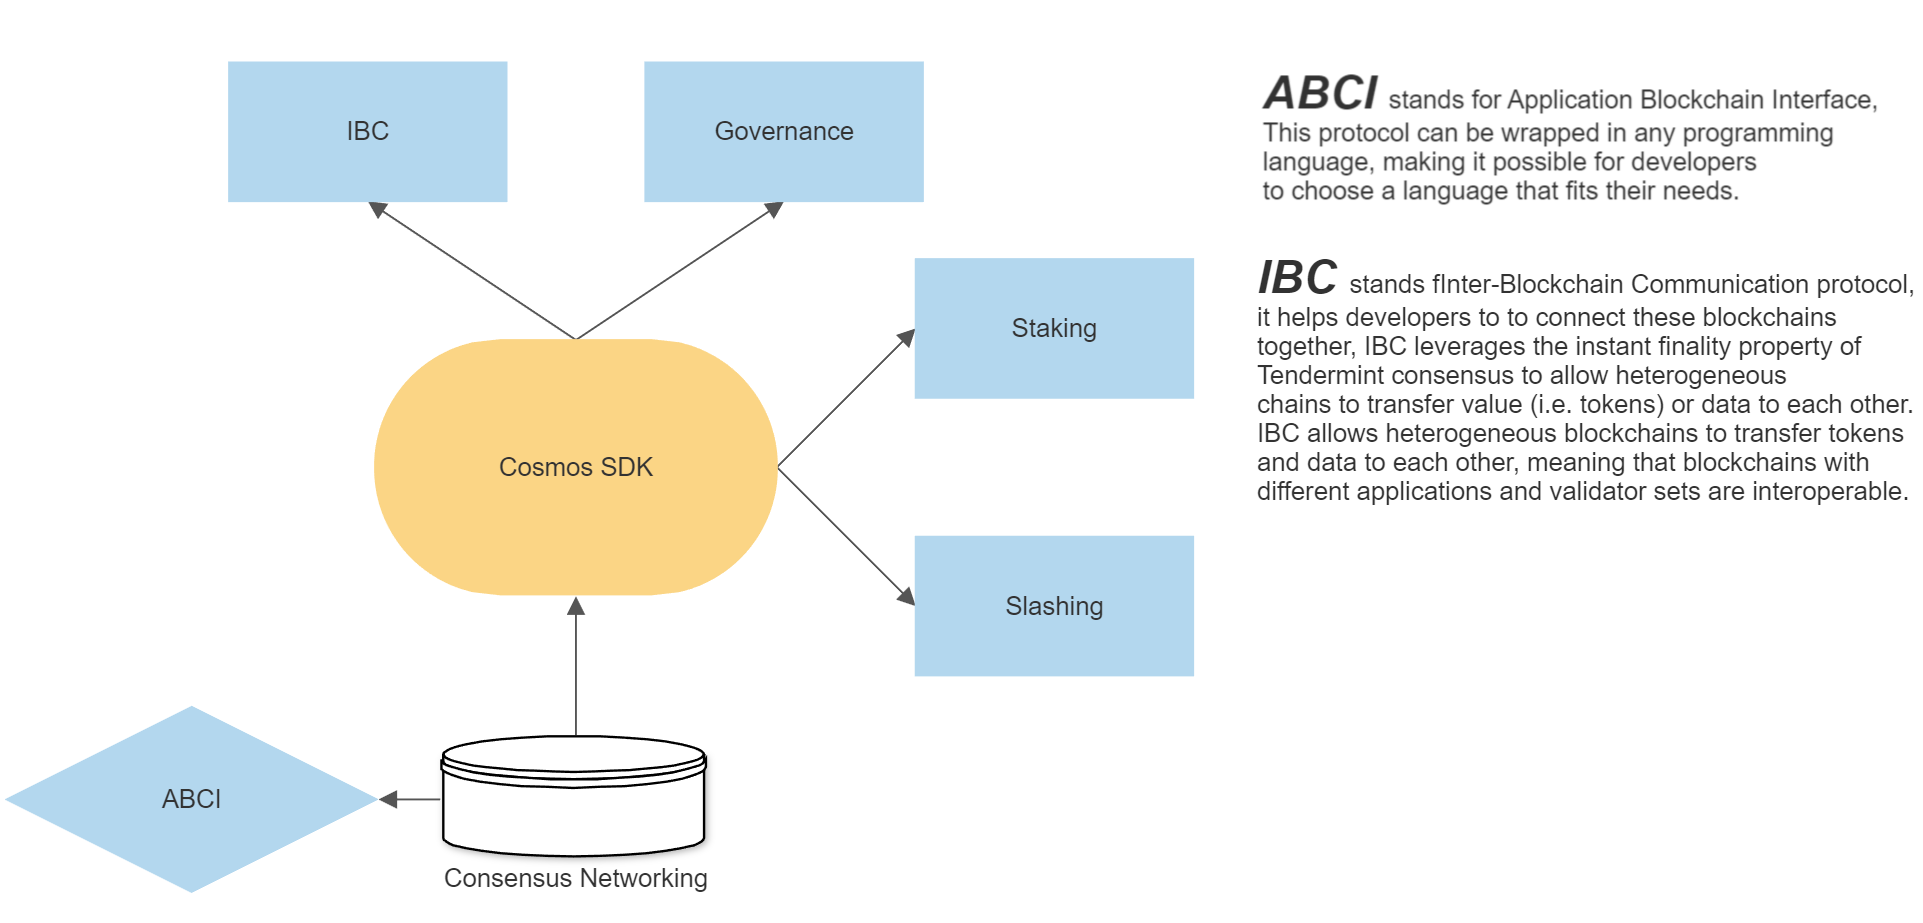 IBC
Governance
Staking
Cosmos SDK
Slashing
ABCI
Consensus Networking
ABCI stands for Application Blockchain Interface,
This protocol can be wrapped in any programming
language, making it possible for developers
to choose a language that fits their needs.
IBC stands fInter-Blockchain Communication protocol,
it helps developers to to connect these blockchains
together, IBC leverages the instant finality property of
Tendermint consensus to allow heterogeneous
chains to transfer value (i.e. tokens) or data to each other.
IBC allows heterogeneous blockchains to transfer tokens
and data to each other, meaning that blockchains with
different applications and validator sets are interoperable.